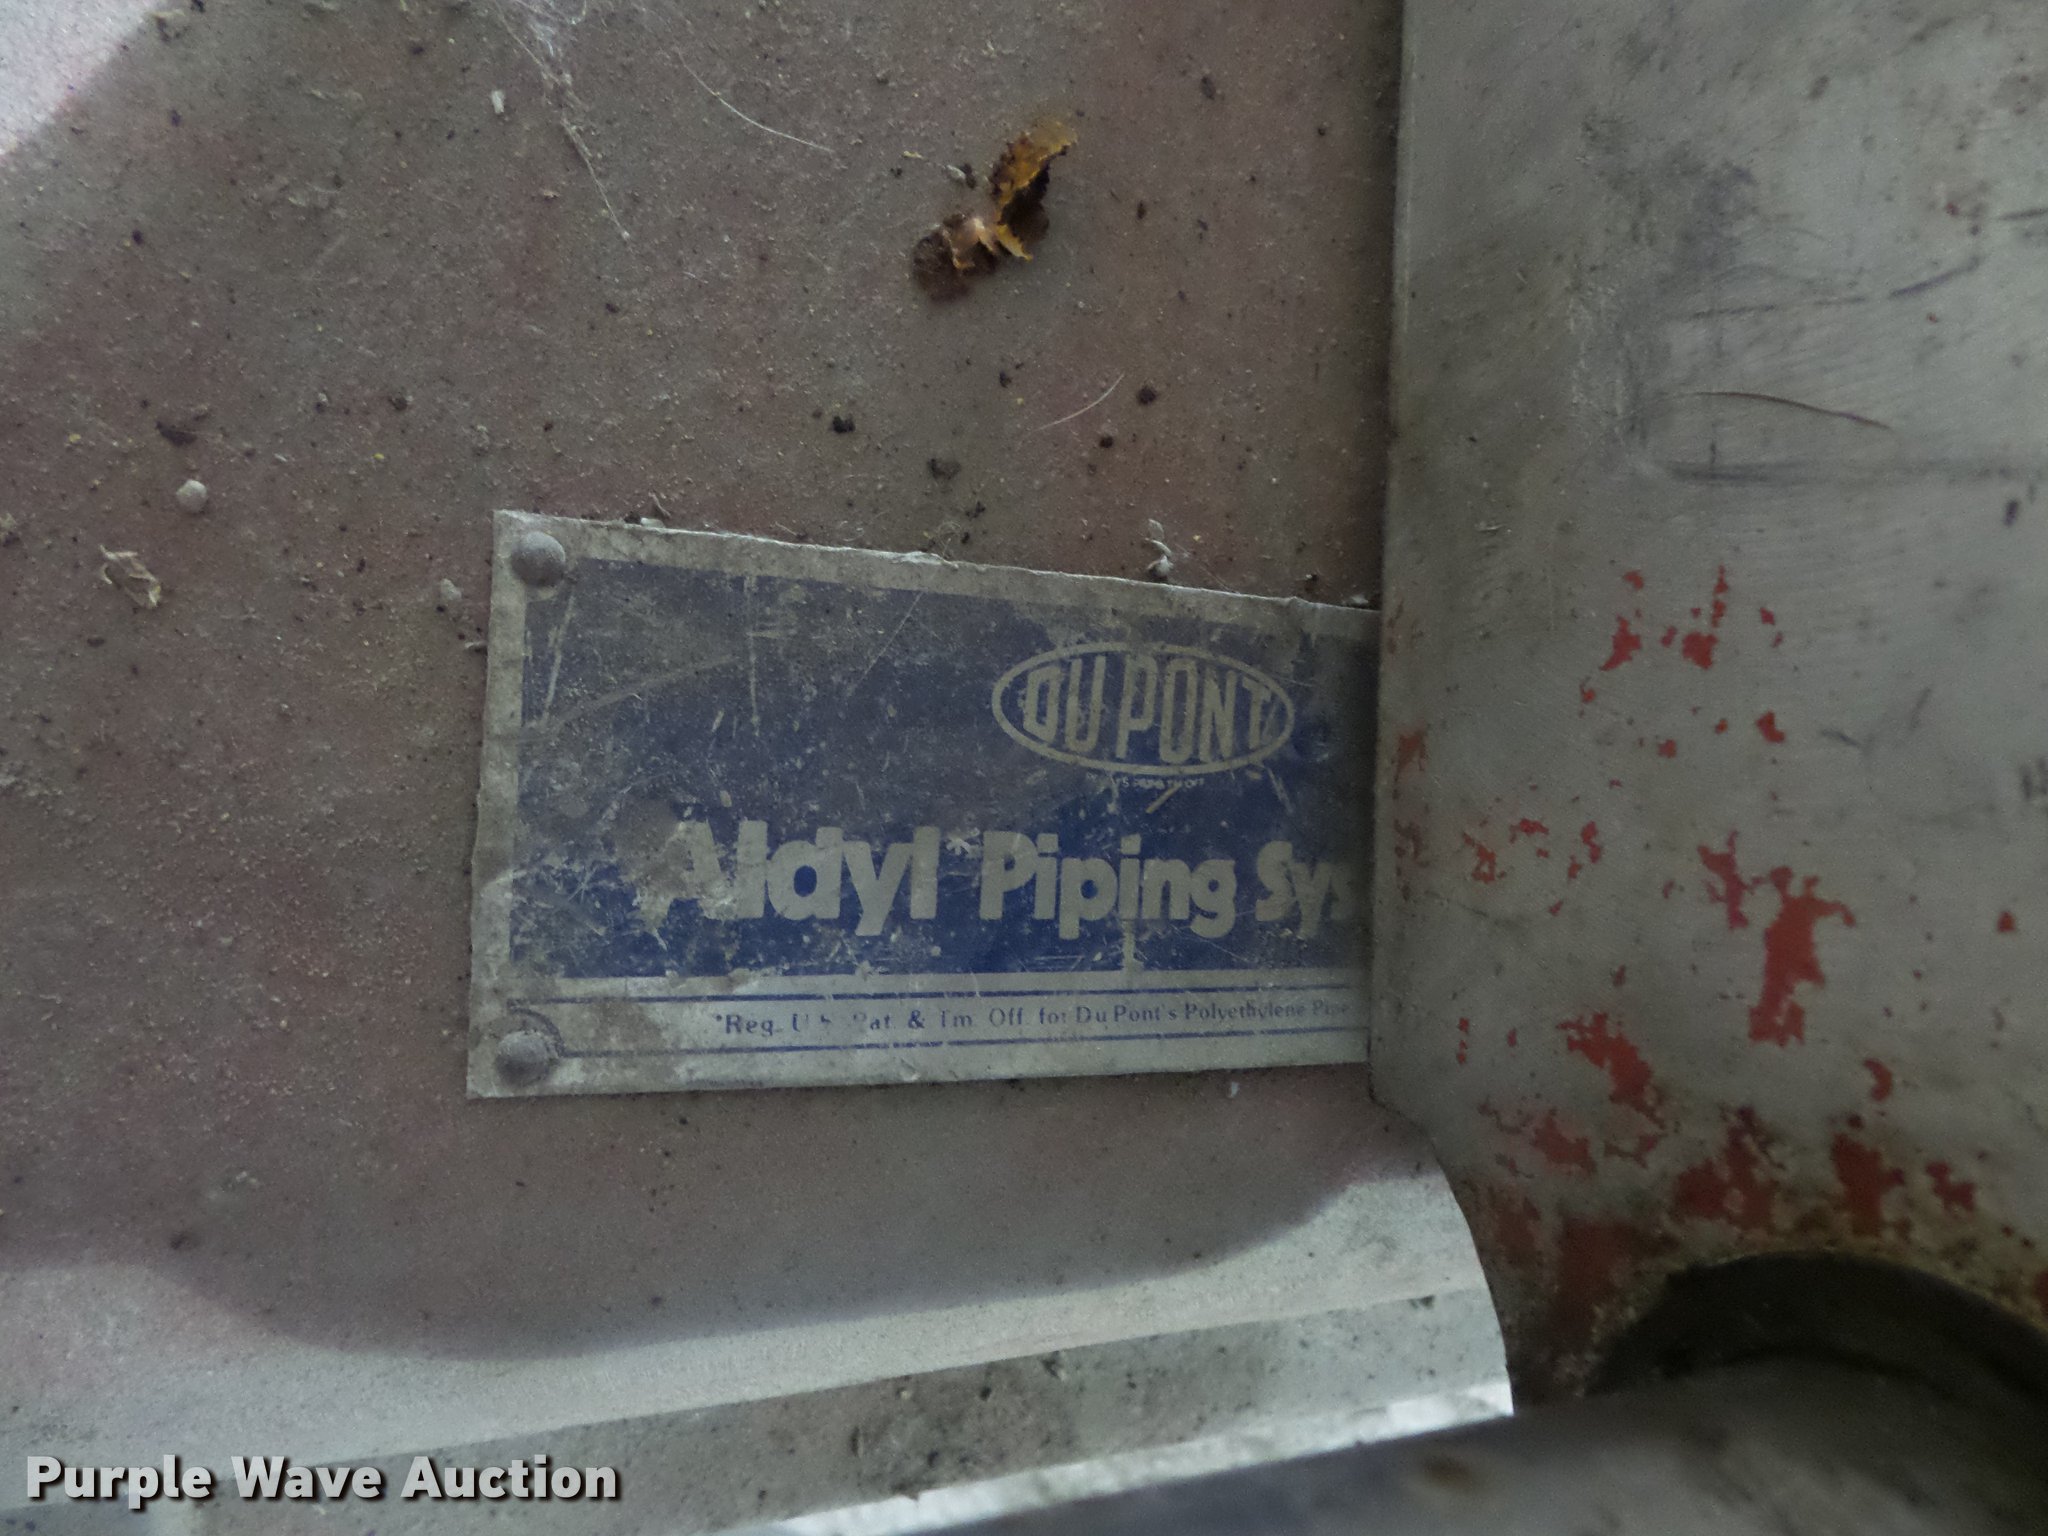 DU PONT
Aldyl* Piping Sys
*Reg. U.S. Pat. & Tm. Off. for Du Pont's Polyethylene Pipe
Purple Wave Auction